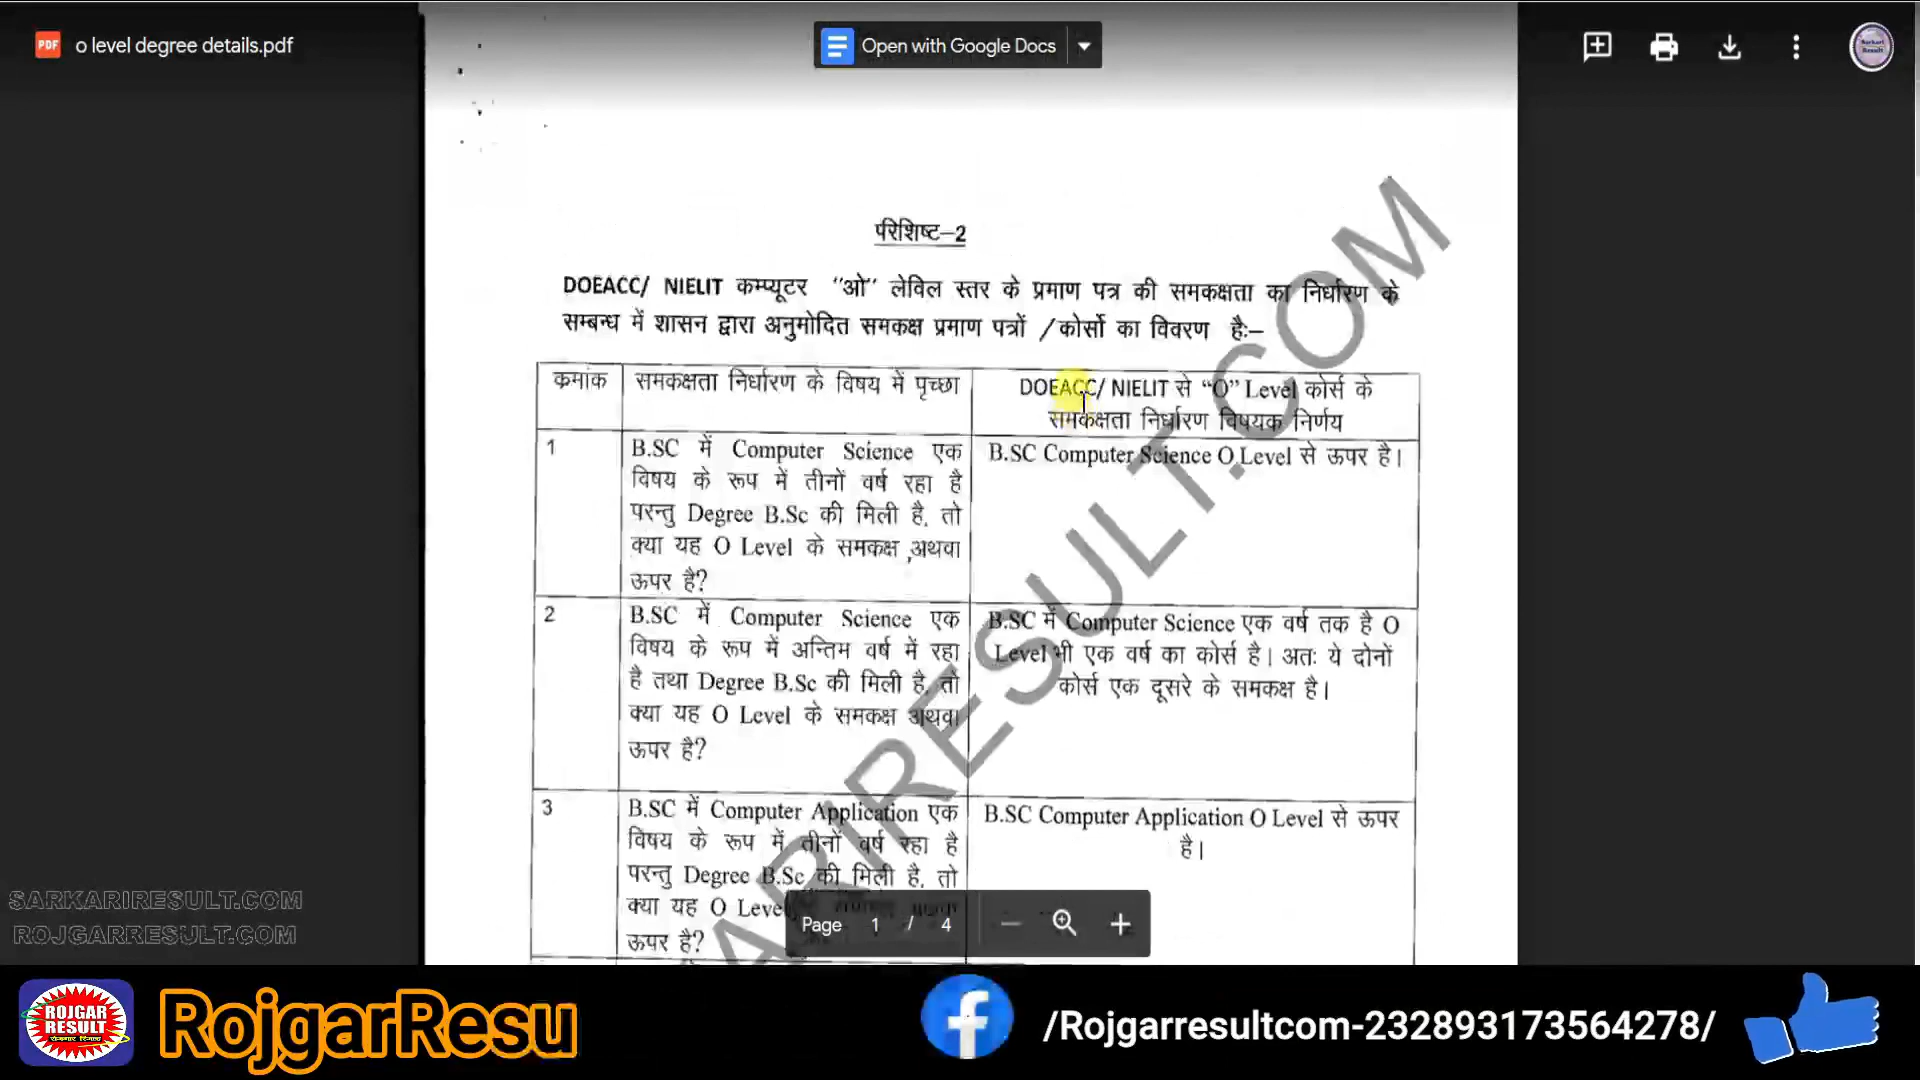 o level degree details.pdf
Open with Google Docs
Sarkari
Result
परिशिष्ट–2
DOEACC/ NIELIT कम्प्यूटर "ओ" लेविल स्तर के प्रमाण पत्र की समकक्षता का निर्धारण के
सम्बन्ध में शासन द्वारा अनुमोदित समकक्ष प्रमाण पत्रों /कोर्सो का विवरण है:–
क्रमांक
समकक्षता निर्धारण के विषय में पृच्छा
DOEACC/ NIELIT से “O” Level कोर्स के
समकक्षता निर्धारण विषयक निर्णय
1
B.SC में Computer Science एक
विषय के रूप में तीनों वर्ष रहा है
परन्तु Degree B.Sc की मिली है, तो
क्या यह O Level के समकक्ष ,अथवा
ऊपर है?
B.SC Computer Science O Level से ऊपर है।
2
B.SC में Computer Science एक
विषय के रूप में अन्तिम वर्ष में रहा
है तथा Degree B.Sc की मिली है, तो
क्या यह O Level के समकक्ष अथवा
ऊपर है?
B.SC में Computer Science एक वर्ष तक है O
Level भी एक वर्ष का कोर्स है। अतः ये दोनों
कोर्स एक दूसरे के समकक्ष है।
3
B.SC में Computer Application एक
विषय के रूप में तीनों वर्ष रहा है
परन्तु Degree B.Sc की मिली है, तो
क्या यह O Level
ऊपर है?
B.SC Computer Application O Level से ऊपर
है।
ARIRESULT.COM
Page 1 / 4
SARKARIRESULT.COM
ROJGARRESULT.COM
ROJGAR
RESULT
रोजगार रिजल्ट
RojgarResu
/Rojgarresultcom-232893173564278/